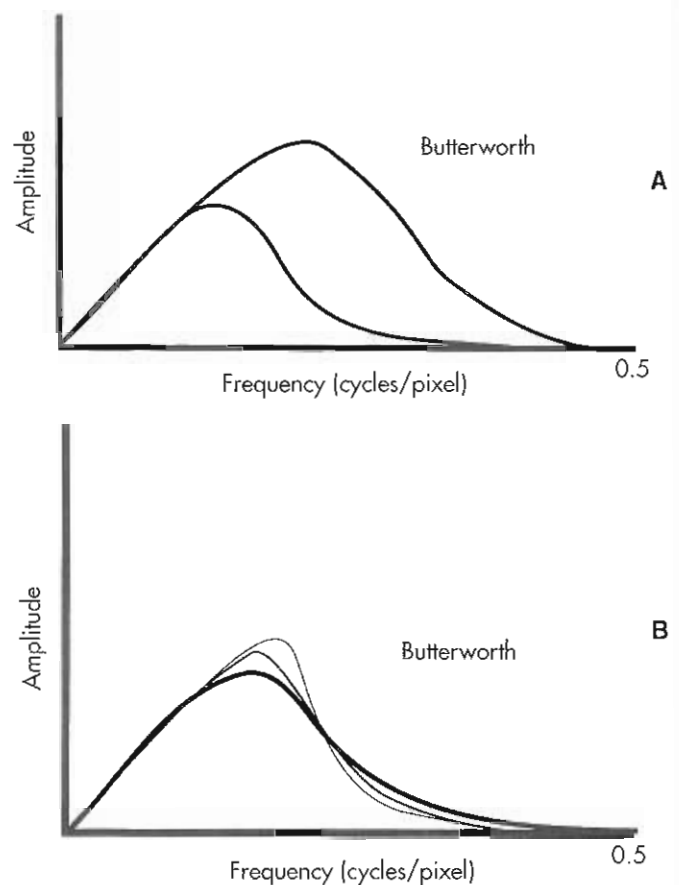 Amplitude
Butterworth
A
0.5
Frequency (cycles/pixel)
Amplitude
Butterworth
B
0.5
Frequency (cycles/pixel)